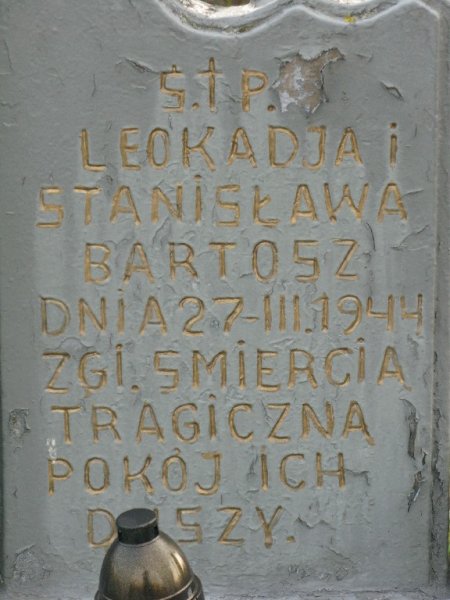 Ś.†P.
LEOKADJA i
STANiSŁAWA
BARTOSZ
DNiA 27-III.1944
ZGi. ŚMiERCIĄ
TRAGiCZNĄ
POKÓJ ICH
DUSZY.